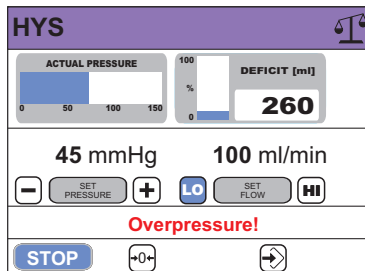 HYS
ACTUAL PRESSURE
0 50 100 150
100
%
0
DEFICIT [ml]
260
45 mmHg
100 ml/min
SET
PRESSURE
LO
SET
FLOW
HI
Overpressure!
STOP
0